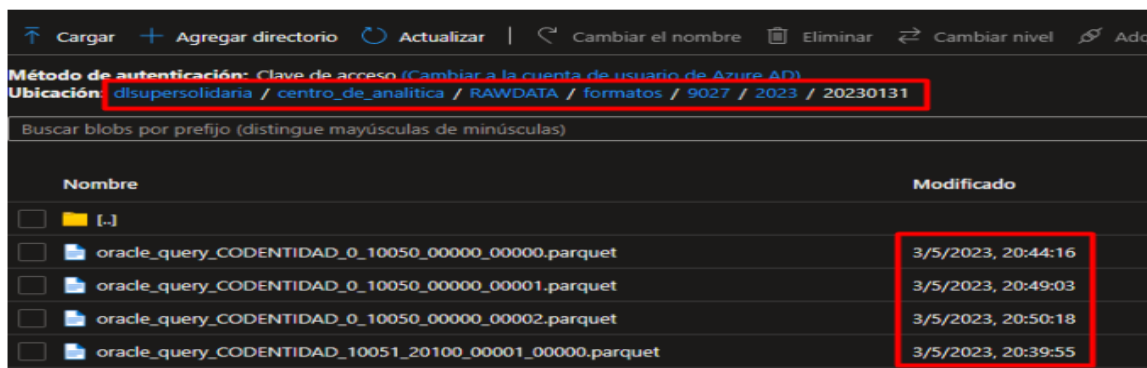 Cargar Agregar directorio Actualizar Cambiar el nombre Eliminar Cambiar nivel
Método de autenticación: Clave de acceso (Cambiar a la cuenta de usuario de Azure AD)
Ubicación: dlsupersolidaria / centro_de_analitica / RAWDATA / formatos / 9027 / 2023 / 20230131
Buscar blobs por prefijo (distingue mayúsculas de minúsculas)
Nombre Modificado
[..]
oracle_query_CODENTIDAD_0_10050_00000_00000.parquet 3/5/2023, 20:44:16
oracle_query_CODENTIDAD_0_10050_00000_00001.parquet 3/5/2023, 20:49:03
oracle_query_CODENTIDAD_0_10050_00000_00002.parquet 3/5/2023, 20:50:18
oracle_query_CODENTIDAD_10051_20100_00001_00000.parquet 3/5/2023, 20:39:55